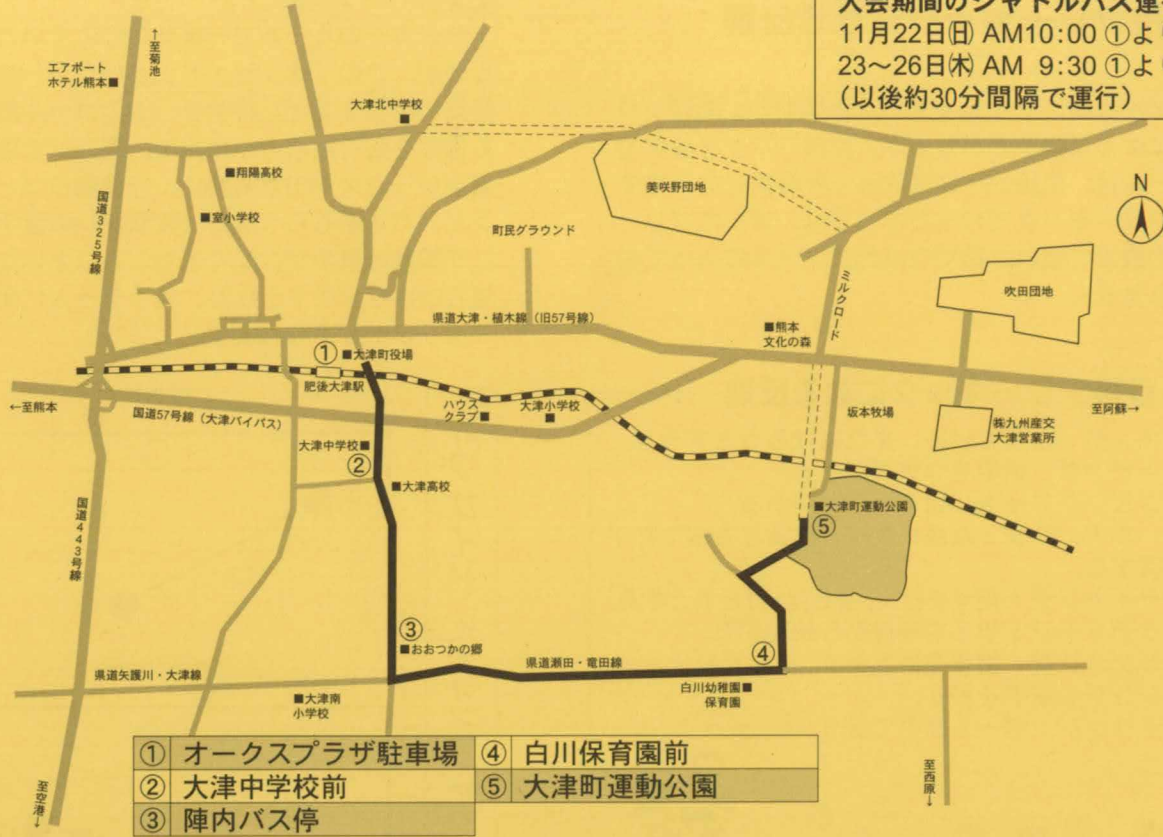 大会期間のシャトルバス運
11月22日㈰ AM10:00 ①よ
23～26日㈭ AM 9:30 ①よ
(以後約30分間隔で運行)
↑至菊池
エアポート
ホテル熊本■
大津北中学校
■翔陽高校
■室小学校
国道325号線
美咲野団地
町民グラウンド
N
ミルクロード
吹田団地
県道大津・植木線（旧57号線）
■熊本
文化の森
① ■大津町役場
肥後大津駅
←至熊本
国道57号線（大津バイパス）
ハウス
クラブ■
大津小学校
坂本牧場
至阿蘇→
㈱九州産交
大津営業所
大津中学校■
②
■大津高校
■大津町運動公園
⑤
国道443号線
③
■おおつかの郷
県道矢護川・大津線
県道瀬田・竜田線
④
■大津南
小学校
白川幼稚園■
保育園
至空港↓
至西原↓
① オークスプラザ駐車場 ④ 白川保育園前
② 大津中学校前 ⑤ 大津町運動公園
③ 陣内バス停